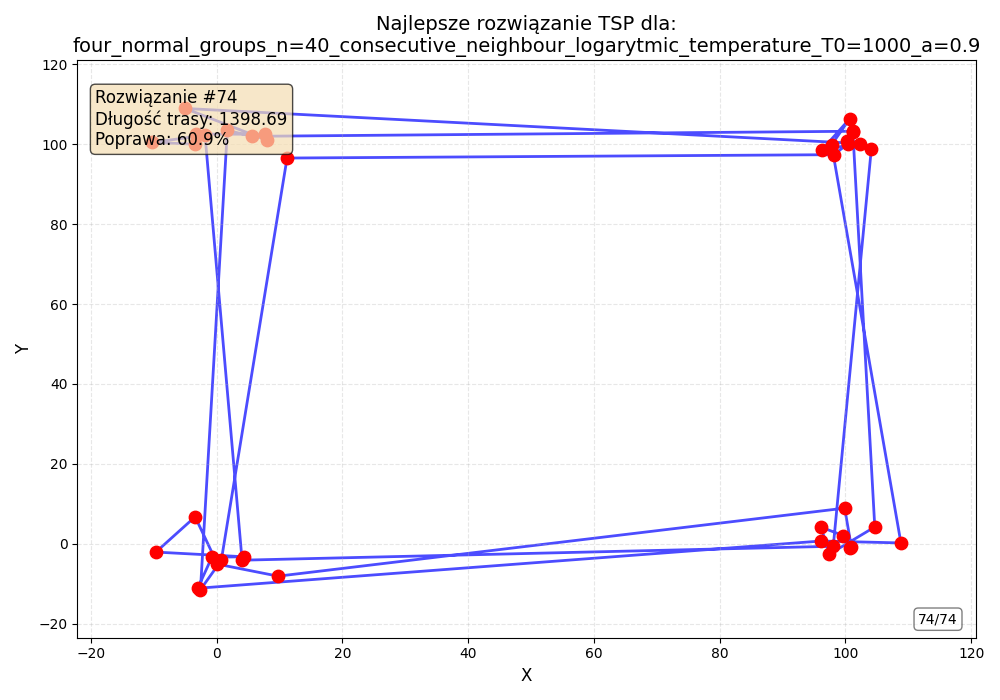 Najlepsze rozwiązanie TSP dla:
four_normal_groups_n=40_consecutive_neighbour_logarytmic_temperature_T0=1000_a=0.9
Rozwiązanie #74
Długość trasy: 1398.69
Poprawa: 60.9%
120
100
80
60
40
20
0
−20
Y
74/74
−20
0
20
40
60
80
100
120
X